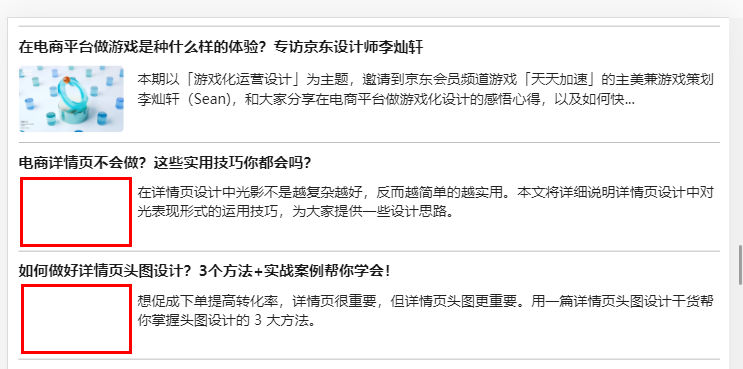 在电商平台做游戏是种什么样的体验？专访京东设计师李灿轩
本期以「游戏化运营设计」为主题，邀请到京东会员频道游戏「天天加速」的主美兼游戏策划
李灿轩（Sean)，和大家分享在电商平台做游戏化设计的感悟心得，以及如何快...
电商详情页不会做？这些实用技巧你都会吗？
在详情页设计中光影不是越复杂越好，反而越简单的越实用。本文将详细说明详情页设计中对
光表现形式的运用技巧，为大家提供一些设计思路。
如何做好详情页头图设计？3个方法+实战案例帮你学会！
想促成下单提高转化率，详情页很重要，但详情页头图更重要。用一篇详情页头图设计干货帮
你掌握头图设计的 3 大方法。